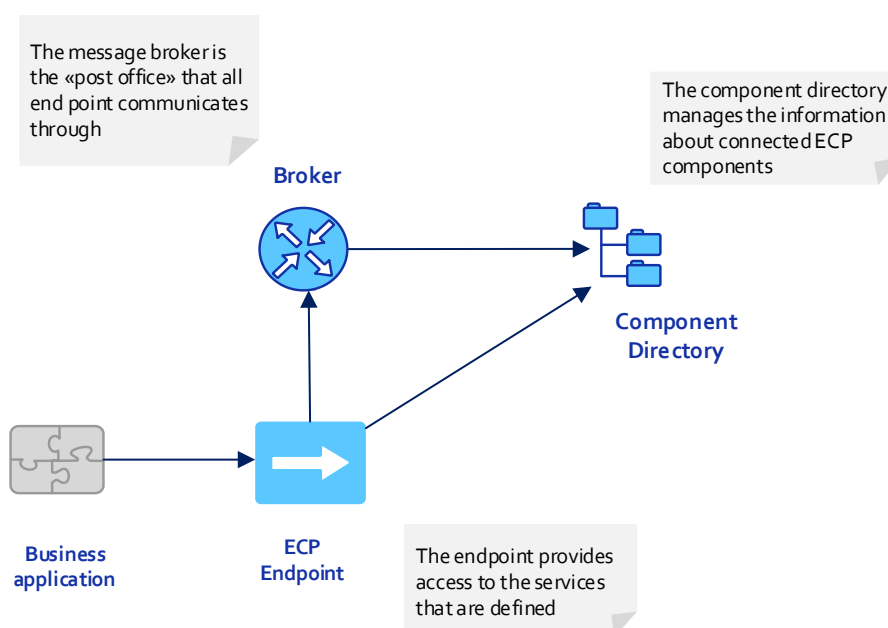 The message broker is
the «post office» that all
end point communicates
through
The component directory
manages the information
about connected ECP
components
Broker
Component
Directory
Business
application
ECP
Endpoint
The endpoint provides
access to the services
that are defined